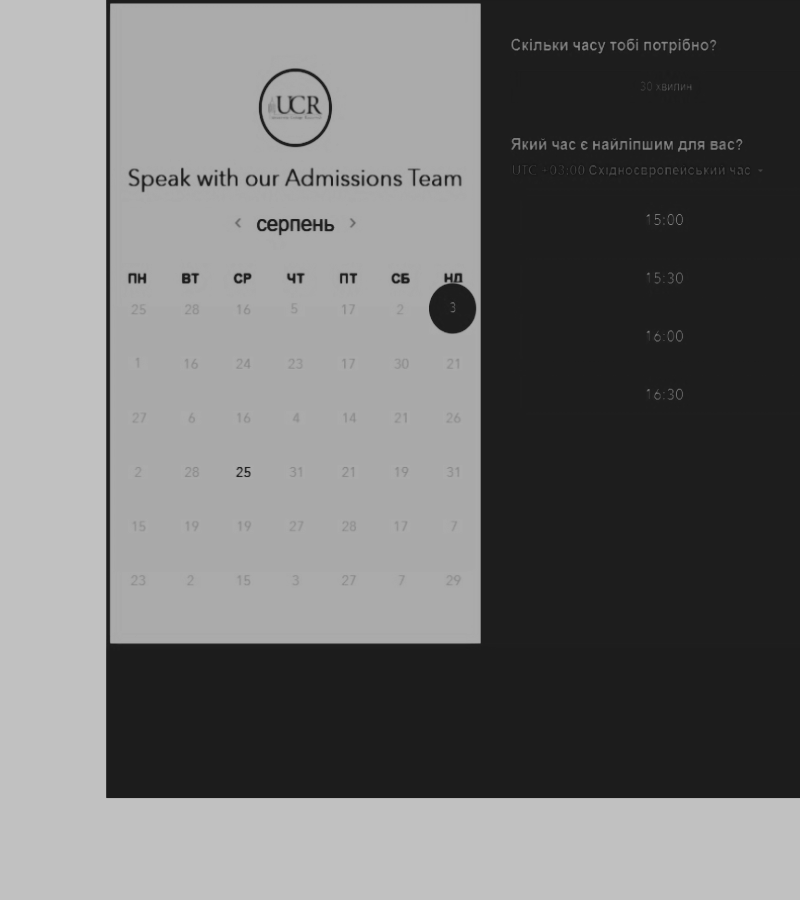 UCR
Speak with our Admissions Team
‹ серпень ›
ПН ВТ СР ЧТ ПТ СБ НД
25 28 16 5 17 2 3
1 16 24 23 17 30 21
27 6 16 4 14 21 26
2 28 25 31 21 19 31
15 19 19 27 28 17 7
23 2 15 3 27 7 29
Скільки часу тобі потрібно?
30 хвилин
Який час є найліпшим для вас?
UTC +03:00 Східноєвропейський час
15:00
15:30
16:00
16:30